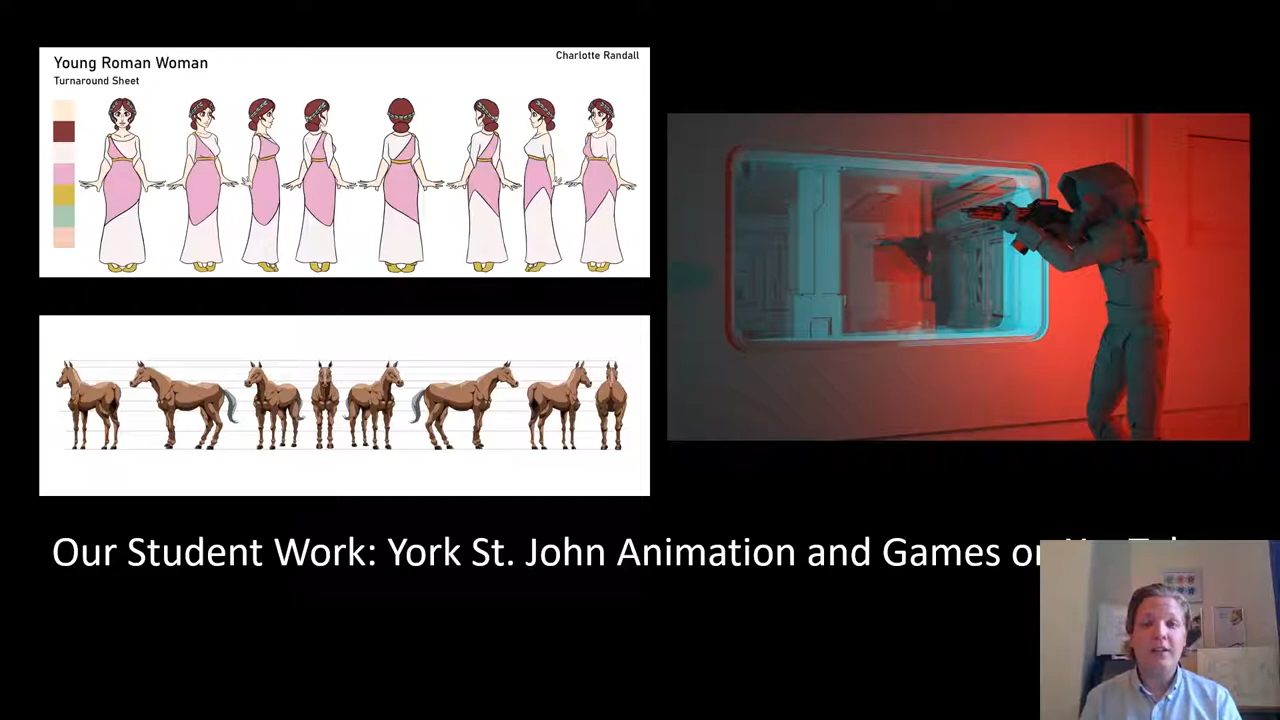 Young Roman Woman
Charlotte Randall
Turnaround Sheet
Our Student Work: York St. John Animation and Games